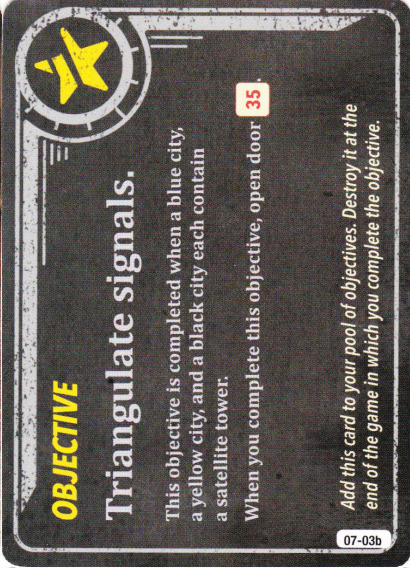 OBJECTIVE
Triangulate signals.
This objective is completed when a blue city,
a yellow city, and a black city each contain
a satellite tower.
When you complete this objective, open door 35.
Add this card to your pool of objectives. Destroy it at the
end of the game in which you complete the objective.
07-03b